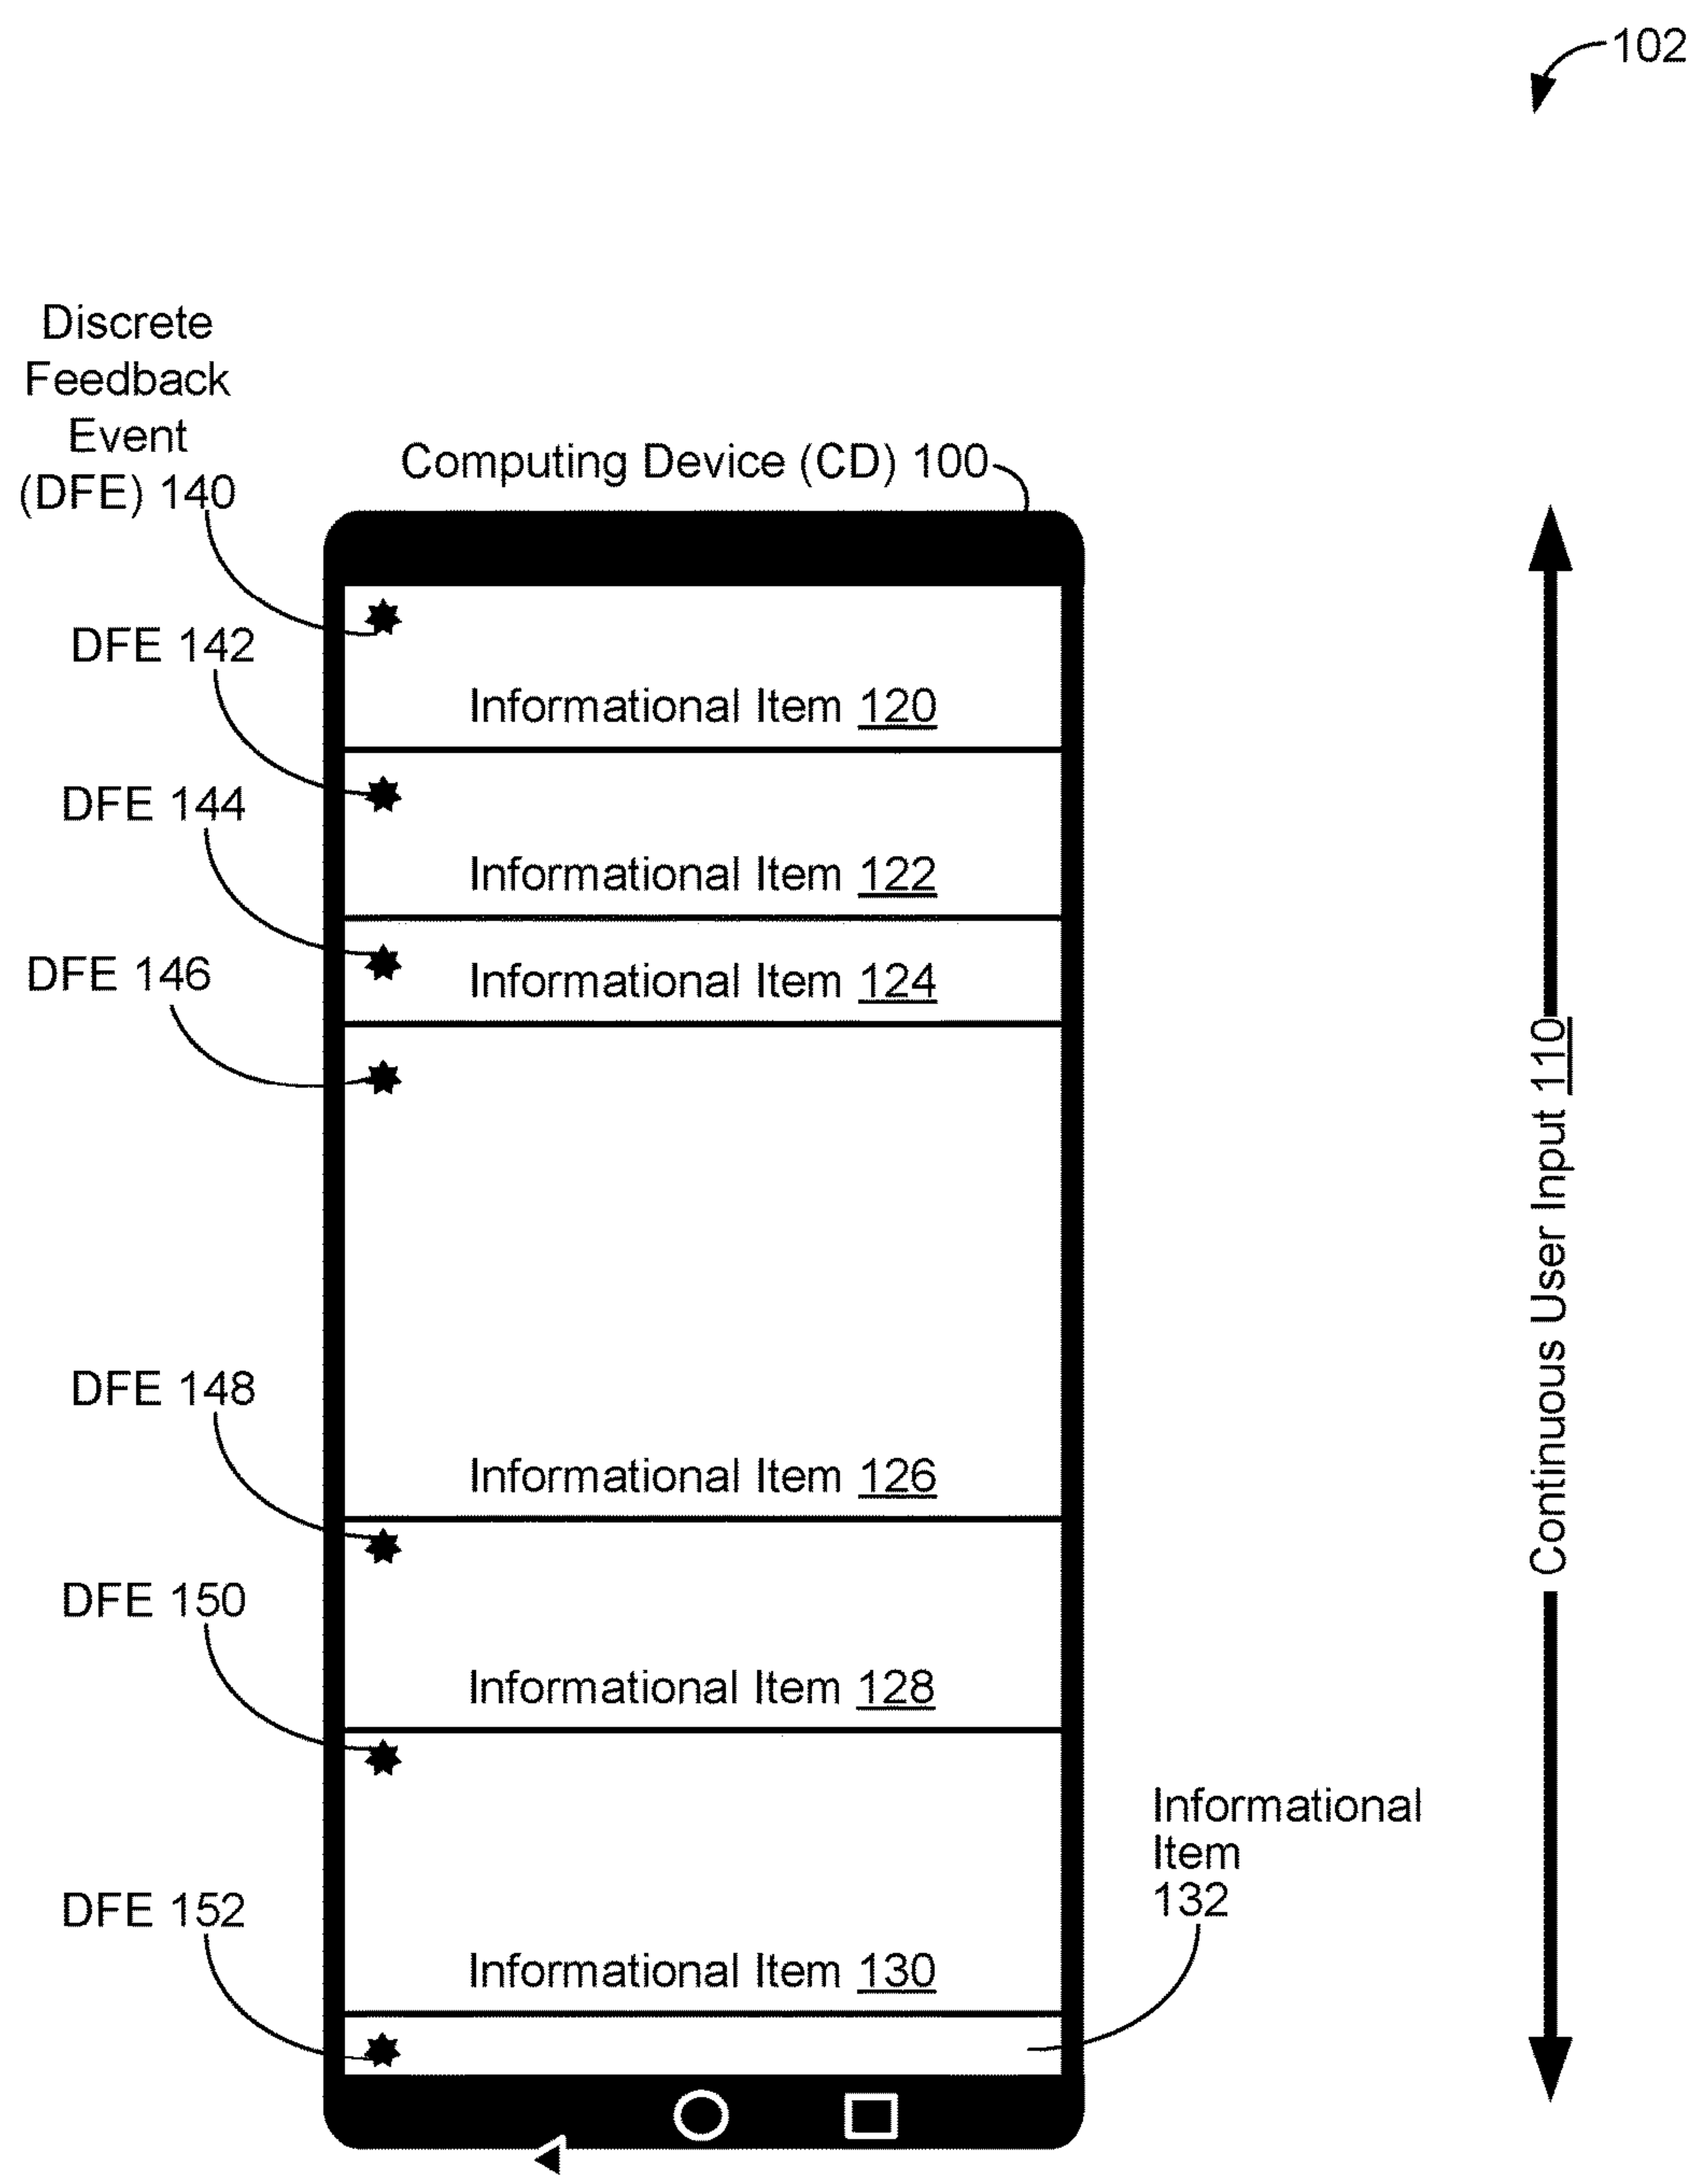 102
Discrete
Feedback
Event
(DFE) 140
Computing Device (CD) 100
DFE 142
Informational Item 120
DFE 144
Informational Item 122
DFE 146
Informational Item 124
Continuous User Input 110
DFE 148
Informational Item 126
DFE 150
Informational Item 128
Informational
Item
132
DFE 152
Informational Item 130